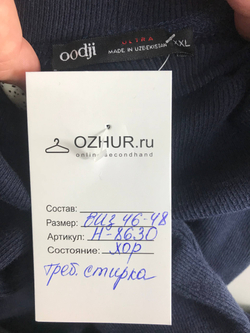 oodji
ULTRA
MADE IN UZBEKISTAN
XXL
OZHUR.ru
online secondhand
Состав:
Размер: виз 46-48
Артикул: Н-8630
Состояние: хор
треб. стирка